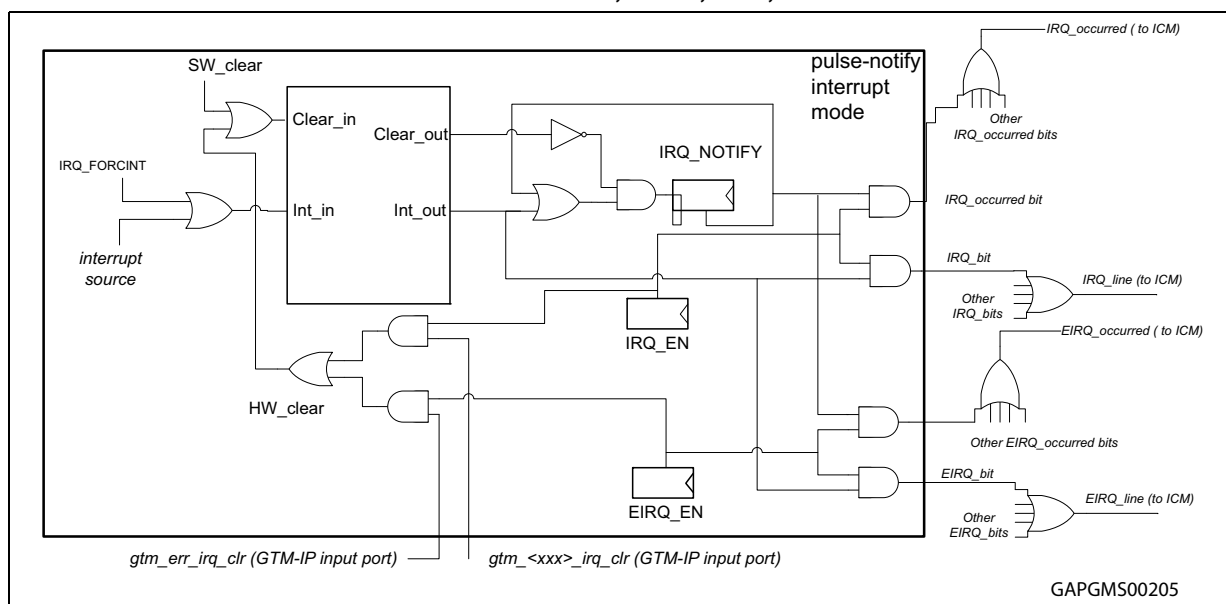 IRQ_occurred ( to ICM)
pulse-notify
interrupt
mode
SW_clear
Other
IRQ_occurred bits
Clear_in
Clear_out
IRQ_NOTIFY
IRQ_FORCINT
Int_in
Int_out
IRQ_occurred bit
interrupt
source
IRQ_bit
IRQ_line (to ICM)
Other
IRQ_bits
EIRQ_occurred ( to ICM)
IRQ_EN
HW_clear
Other EIRQ_occurred bits
EIRQ_bit
EIRQ_EN
EIRQ_line (to ICM)
Other
EIRQ_bits
gtm_err_irq_clr (GTM-IP input port)
gtm_<xxx>_irq_clr (GTM-IP input port)
GAPGMS00205